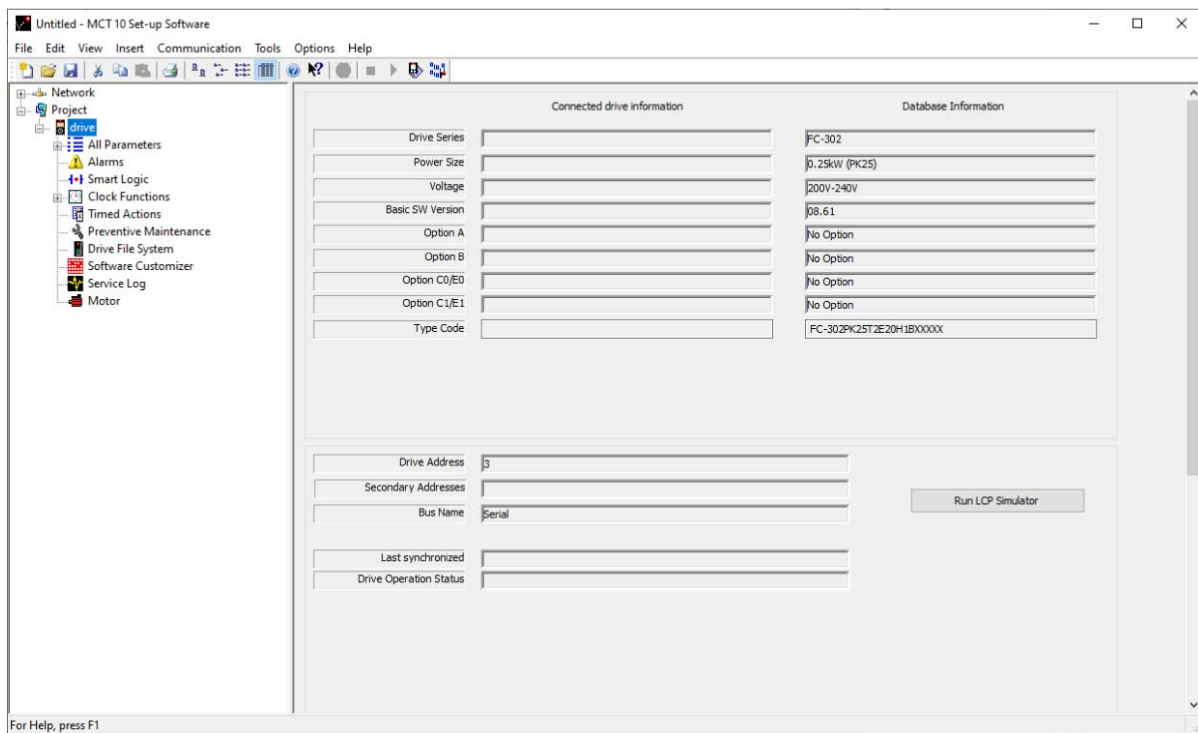 Untitled - MCT 10 Set-up Software
File Edit View Insert Communication Tools Options Help
Network
Project
drive
All Parameters
Alarms
Smart Logic
Clock Functions
Timed Actions
Preventive Maintenance
Drive File System
Software Customizer
Service Log
Motor
Connected drive information Database Information
Drive Series FC-302
Power Size 0.25kW (PK25)
Voltage 200V-240V
Basic SW Version 08.61
Option A No Option
Option B No Option
Option C0/E0 No Option
Option C1/E1 No Option
Type Code FC-302PK25T2E20H1BXXXXX
Drive Address 3
Secondary Addresses
Run LCP Simulator
Bus Name Serial
Last synchronized
Drive Operation Status
For Help, press F1